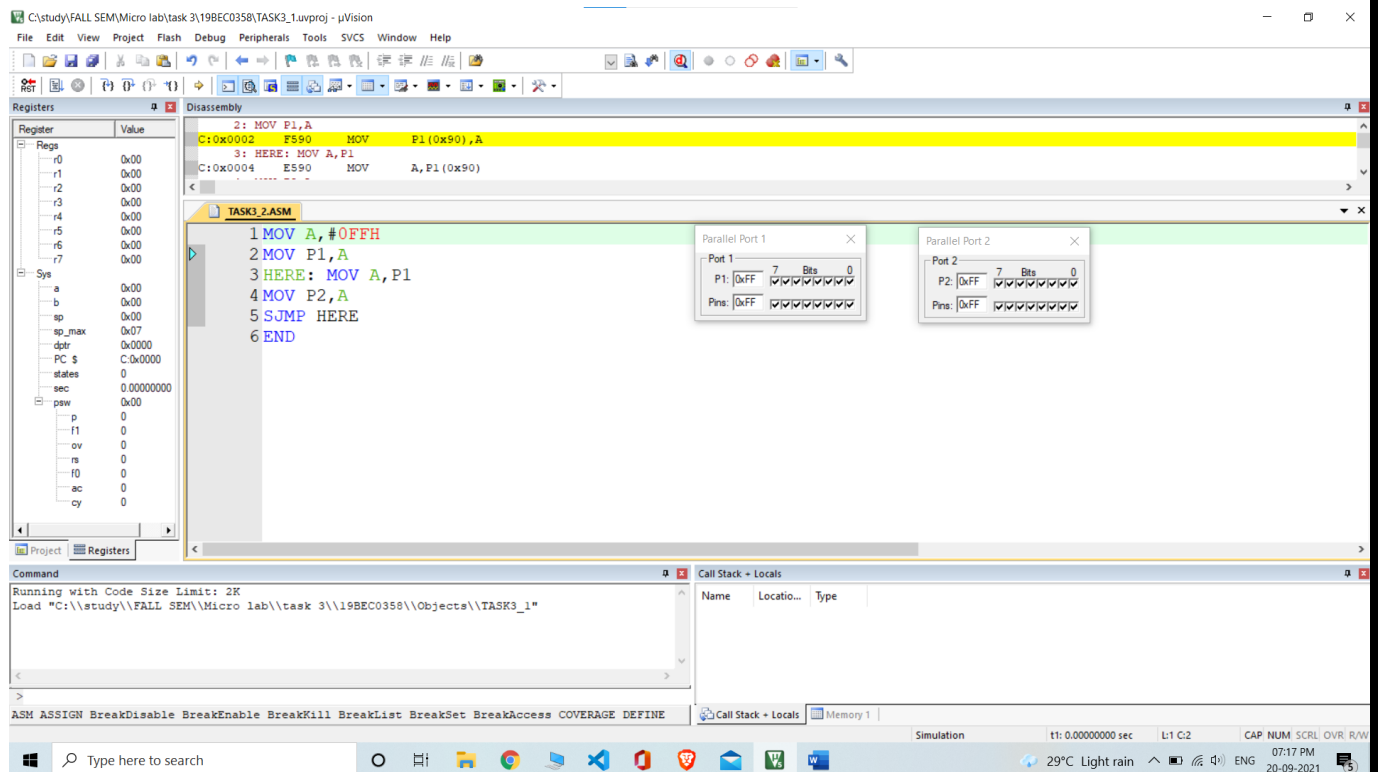 C:\study\FALL SEM\Micro lab\task 3\19BEC0358\TASK3_1.uvproj - µVision
File Edit View Project Flash Debug Peripherals Tools SVCS Window Help
RST
Registers
Register Value
Regs
r0 0x00
r1 0x00
r2 0x00
r3 0x00
r4 0x00
r5 0x00
r6 0x00
r7 0x00
Sys
a 0x00
b 0x00
sp 0x00
sp_max 0x07
dptr 0x0000
PC $ C:0x0000
states 0
sec 0.00000000
psw 0x00
p 0
f1 0
ov 0
rs 0
f0 0
ac 0
cy 0
Project Registers
Disassembly
2: MOV P1,A
C:0x0002 F590 MOV P1(0x90),A
3: HERE: MOV A,P1
C:0x0004 E590 MOV A,P1(0x90)
TASK3_2.ASM
1 MOV A,#0FFH
2 MOV P1,A
3 HERE: MOV A,P1
4 MOV P2,A
5 SJMP HERE
6 END
Parallel Port 1
Port 1
7 Bits 0
P1: 0xFF
Pins: 0xFF
Parallel Port 2
Port 2
7 Bits 0
P2: 0xFF
Pins: 0xFF
Command
Running with Code Size Limit: 2K
Load "C:\\study\\FALL SEM\\Micro lab\\task 3\\19BEC0358\\Objects\\TASK3_1"
>
ASM ASSIGN BreakDisable BreakEnable BreakKill BreakList BreakSet BreakAccess COVERAGE DEFINE
Call Stack + Locals
Name Locatio... Type
Call Stack + Locals Memory 1
Simulation t1: 0.00000000 sec L:1 C:2 CAP NUM SCRL OVR R/W
Type here to search
29°C Light rain ENG
07:17 PM
20-09-2021
5